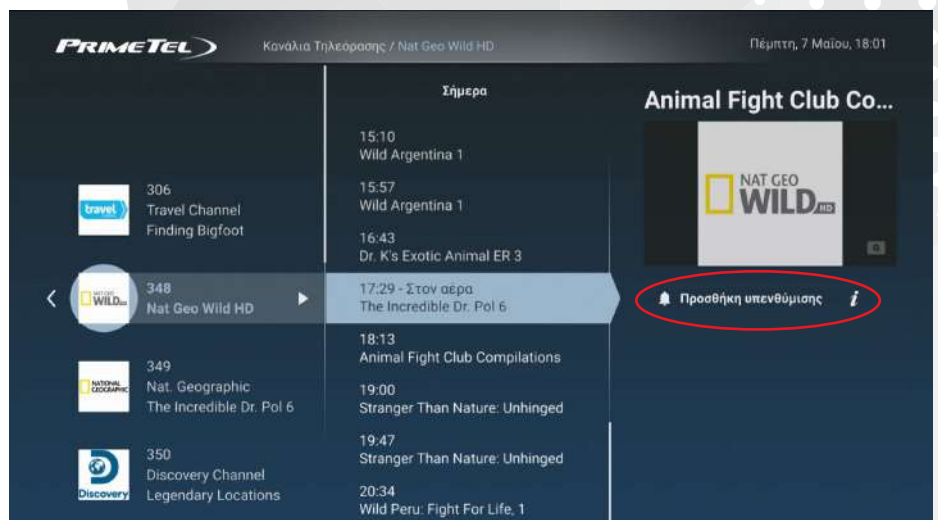 PRIMETEL
Κανάλια Τηλεόρασης / Nat Geo Wild HD
Πέμπτη, 7 Μαΐου, 18:01
306
Travel Channel
Finding Bigfoot
travel
348
Nat Geo Wild HD
NAT GEO
WILD HD
349
Nat. Geographic
The Incredible Dr. Pol 6
NATIONAL
GEOGRAPHIC
350
Discovery Channel
Legendary Locations
Discovery
Σήμερα
15:10
Wild Argentina 1
15:57
Wild Argentina 1
16:43
Dr. K's Exotic Animal ER 3
17:29 - Στον αέρα
The Incredible Dr. Pol 6
18:13
Animal Fight Club Compilations
19:00
Stranger Than Nature: Unhinged
19:47
Stranger Than Nature: Unhinged
20:34
Wild Peru: Fight For Life, 1
Animal Fight Club Co...
NAT GEO
WILD HD
G
Προσθήκη υπενθύμισης i